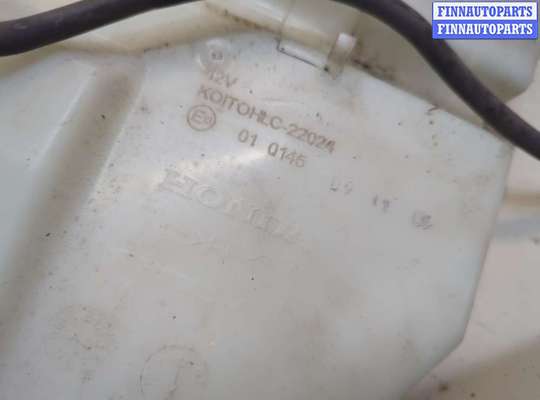 FINNAUTOPARTS
FINNAUTOPARTS
12V
KOITOHLC-22024
01 0145
HONDA